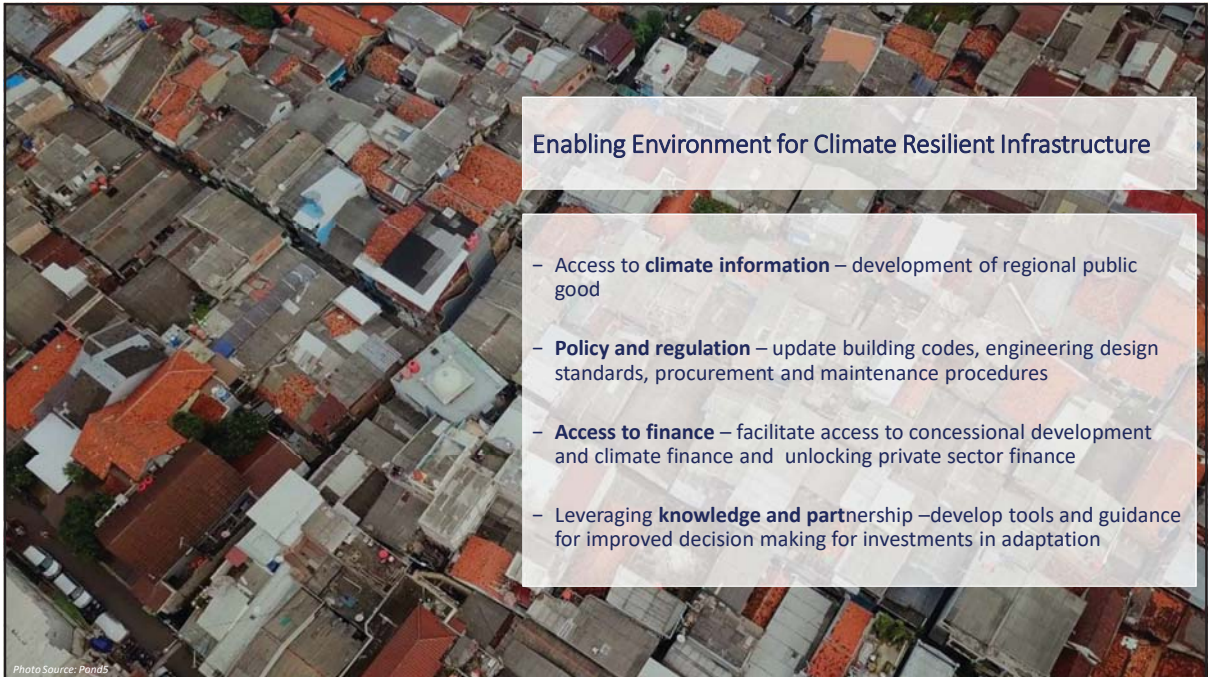 Enabling Environment for Climate Resilient Infrastructure
− Access to climate information – development of regional public
good
− Policy and regulation – update building codes, engineering design
standards, procurement and maintenance procedures
− Access to finance – facilitate access to concessional development
and climate finance and  unlocking private sector finance
− Leveraging knowledge and partnership –develop tools and guidance
for improved decision making for investments in adaptation
Photo Source: Pond5